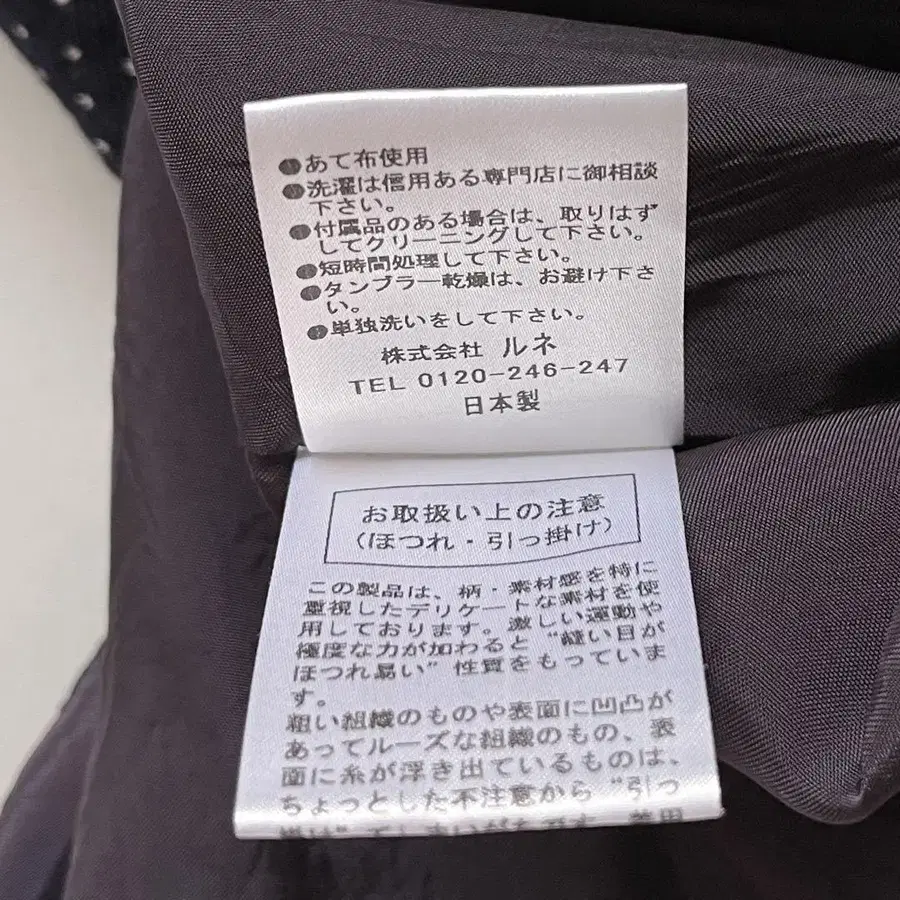 ●あて布使用
●洗濯は信用ある専門店に御相談
下さい。
●付属品のある場合は、取りはず
してクリーニングして下さい。
●短時間処理して下さい。
●タンブラー乾燥は、お避け下さ
い。
●単独洗いをして下さい。
株式会社 ルネ
TEL 0120-246-247
日本製
お取扱い上の注意
(ほつれ・引っ掛け)
この製品は、柄・素材感を特に
重視したデリケートな素材を使
用しております。激しい運動や
極度な力が加わると“縫い目が
ほつれ易い”性質をもっていま
す。
粗い組織のものや表面に凹凸が
あってルーズな組織のもの、表
面に糸が浮き出ているものは、
ちょっとした不注意から“引っ